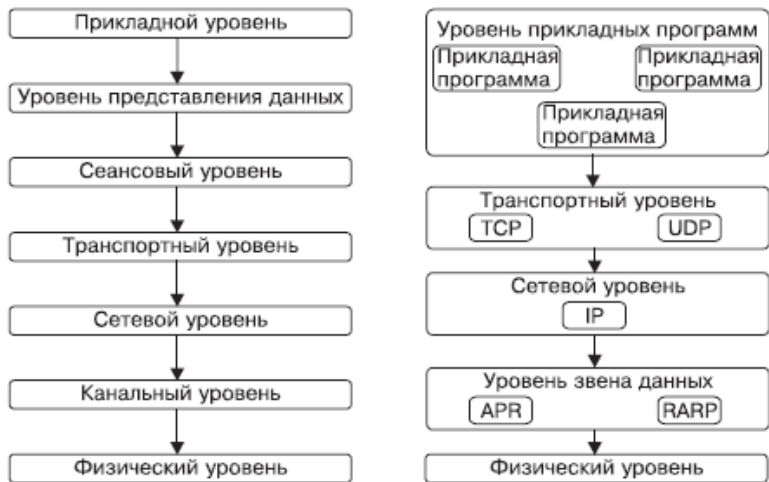 Прикладной уровень
Уровень представления данных
Сеансовый уровень
Транспортный уровень
Сетевой уровень
Канальный уровень
Физический уровень
Уровень прикладных программ
Прикладная
программа
Прикладная
программа
Прикладная
программа
Транспортный уровень
TCP
UDP
Сетевой уровень
IP
Уровень звена данных
APR
RARP
Физический уровень